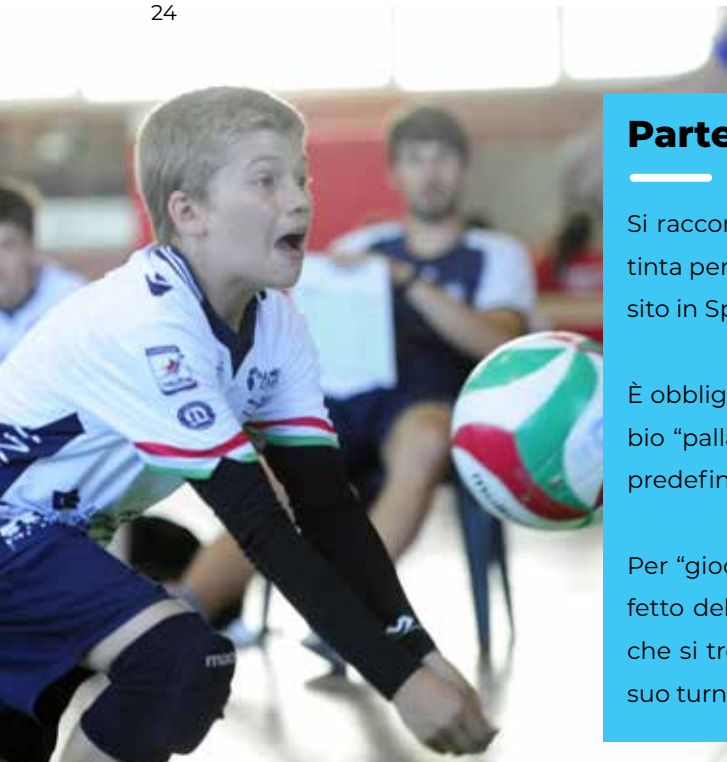 24
Parte
Si raccor
tinta per
sito in Sp
È obblig
bio “palla
predefin
Per “gioc
fetto del
che si tro
suo turn